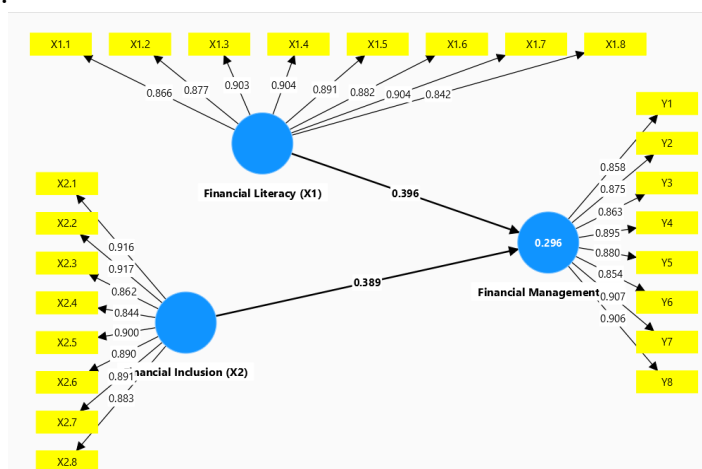 X1.1 X1.2 X1.3 X1.4 X1.5 X1.6 X1.7 X1.8
0.866 0.877 0.903 0.904 0.891 0.882 0.904 0.842
Financial Literacy (X1)
0.396
X2.1
X2.2
X2.3
X2.4
X2.5
X2.6
X2.7
X2.8
0.916
0.917
0.862
0.844
0.900
0.890
0.891
0.883
nancial Inclusion (X2)
0.389
0.296
Financial Management
0.858
0.875
0.863
0.895
0.880
0.854
0.907
0.906
Y1
Y2
Y3
Y4
Y5
Y6
Y7
Y8